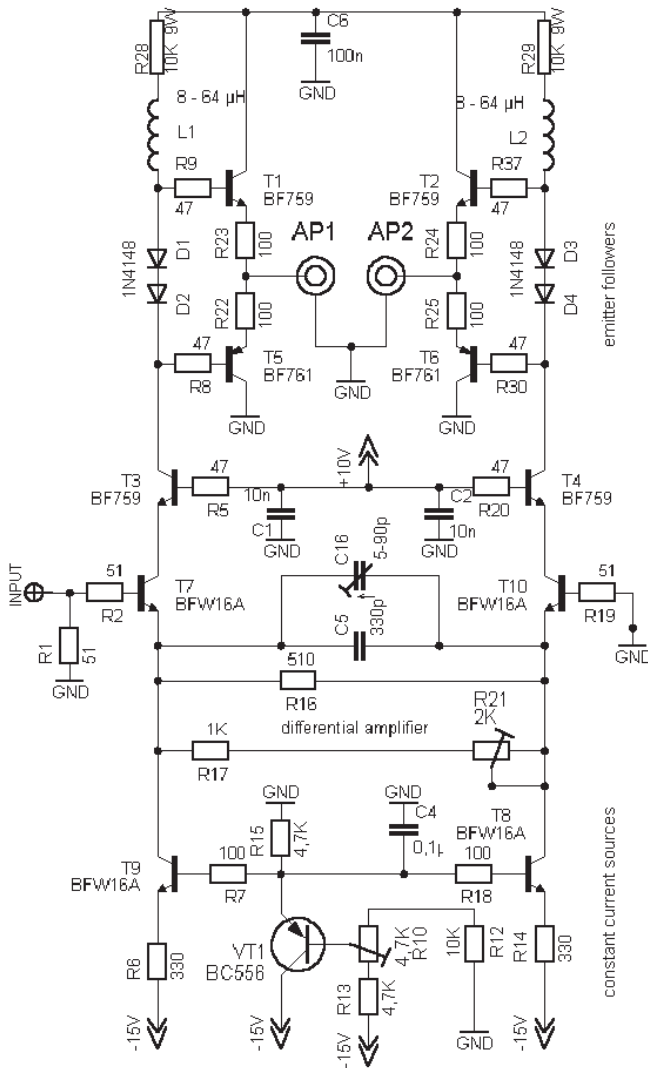 R28
10K 9W
C6
100n
GND
R29
10K 9W
8 - 64 µH
L1
8 - 64 µH
L2
R9
47
T1
BF759
T2
BF759
R37
47
1N4148
D1
D2
R23
100
AP1
AP2
R24
100
1N4148
D3
D4
R22
100
R25
100
emitter followers
47
R8
T5
BF761
GND
GND
T6
BF761
47
R30
GND
T3
BF759
47
R5
10n
C1
GND
+10V
C2
10n
GND
47
R20
T4
BF759
INPUT
51
R2
T7
BFW16A
C16
5-90p
C5
330p
T10
BFW16A
51
R19
GND
R1
51
GND
510
R16
differential amplifier
R21
2K
1K
R17
GND
R15
4,7K
GND
C4
0,1µ
T8
BFW16A
T9
BFW16A
100
R7
100
R18
VT1
BC556
4,7K
R10
10K
R12
R14
330
R6
330
R13
4,7K
constant current sources
-15V
-15V
-15V
GND
-15V